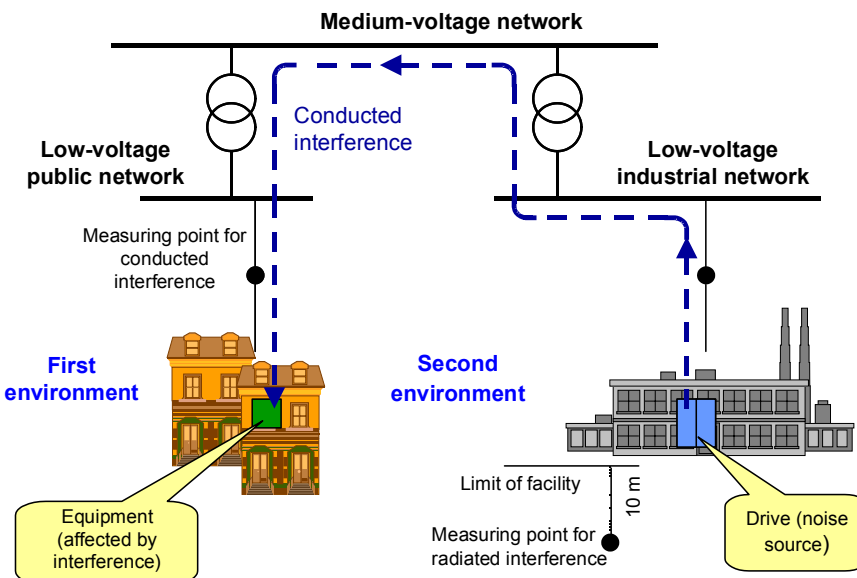 Medium-voltage network
Conducted
interference
Low-voltage
public network
Low-voltage
industrial network
Measuring point for
conducted
interference
First
environment
Second
environment
Limit of facility
10 m
Measuring point for
radiated interference
Equipment
(affected by
interference)
Drive (noise
source)